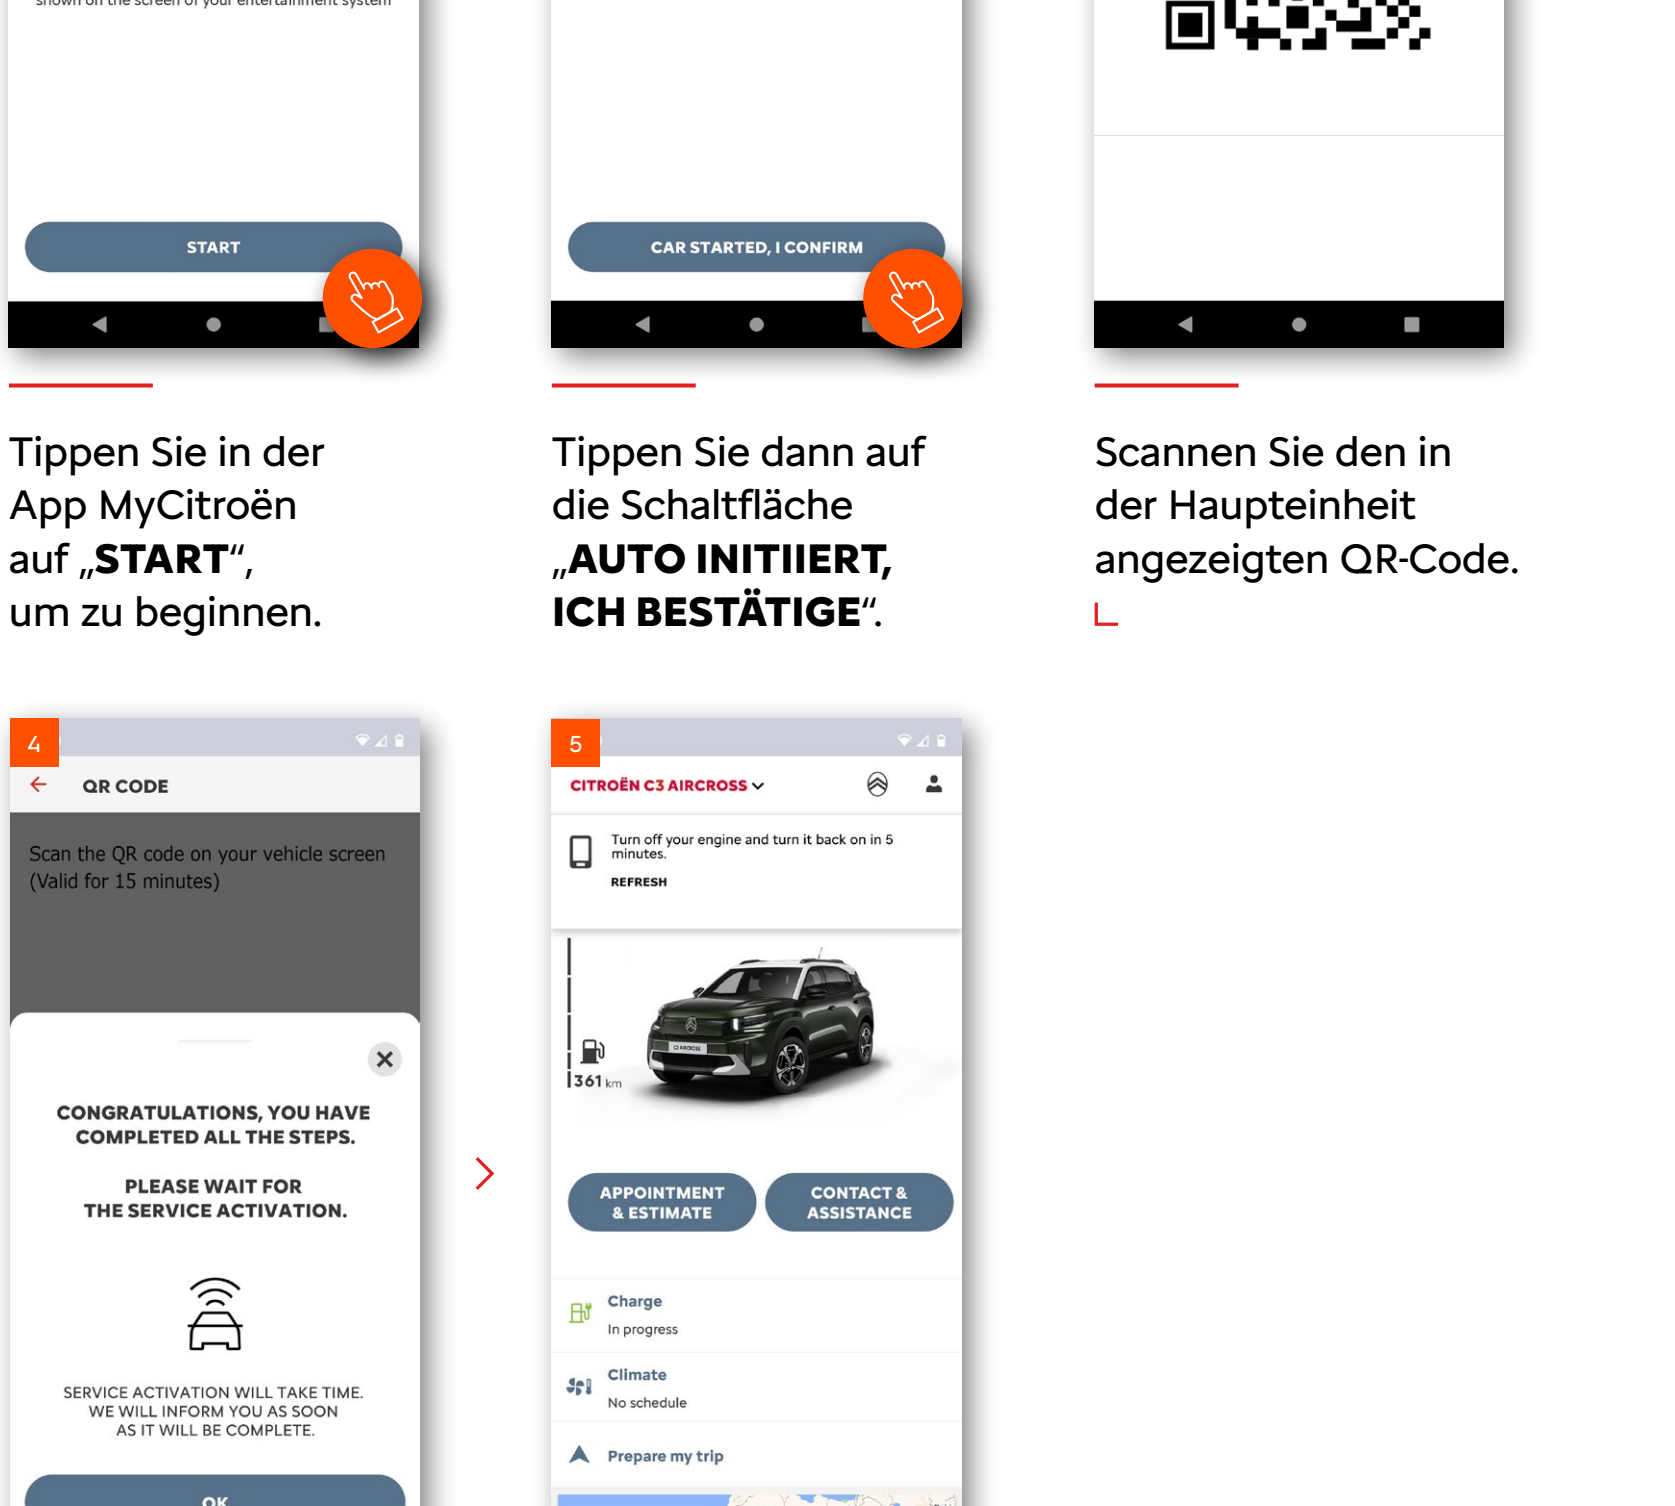 shown on the screen of your entertainment system
START
CAR STARTED, I CONFIRM
Tippen Sie in der
App MyCitroën
auf „START“,
um zu beginnen.
Tippen Sie dann auf
die Schaltfläche
„AUTO INITIIERT,
ICH BESTÄTIGE“.
Scannen Sie den in
der Haupteinheit
angezeigten QR-Code.
4
QR CODE
Scan the QR code on your vehicle screen
(Valid for 15 minutes)
CONGRATULATIONS, YOU HAVE
COMPLETED ALL THE STEPS.
PLEASE WAIT FOR
THE SERVICE ACTIVATION.
SERVICE ACTIVATION WILL TAKE TIME.
WE WILL INFORM YOU AS SOON
AS IT WILL BE COMPLETE.
OK
5
CITROËN C3 AIRCROSS
Turn off your engine and turn it back on in 5
minutes.
REFRESH
C3 AIRCROSS
361 km
APPOINTMENT
& ESTIMATE
CONTACT &
ASSISTANCE
Charge
In progress
Climate
No schedule
Prepare my trip